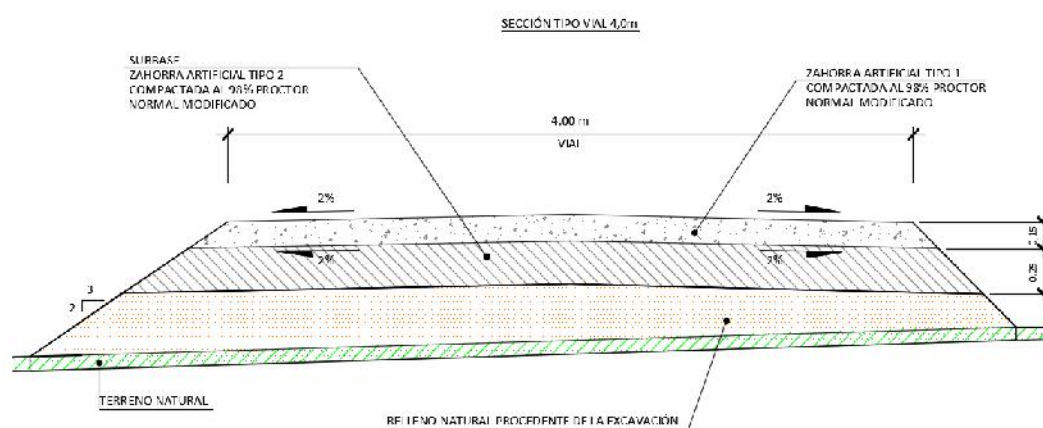 SECCIÓN TIPO VIAL 4,0m
SUBBASE
ZAHORRA ARTIFICIAL TIPO 2
COMPACTADA AL 98% PROCTOR
NORMAL MODIFICADO
ZAHORRA ARTIFICIAL TIPO 1
COMPACTADA AL 98% PROCTOR
NORMAL MODIFICADO
4.00 m
VIAL
2%
2%
2%
2%
0.15
0.25
3
2
TERRENO NATURAL
RELLENO NATURAL PROCEDENTE DE LA EXCAVACIÓN